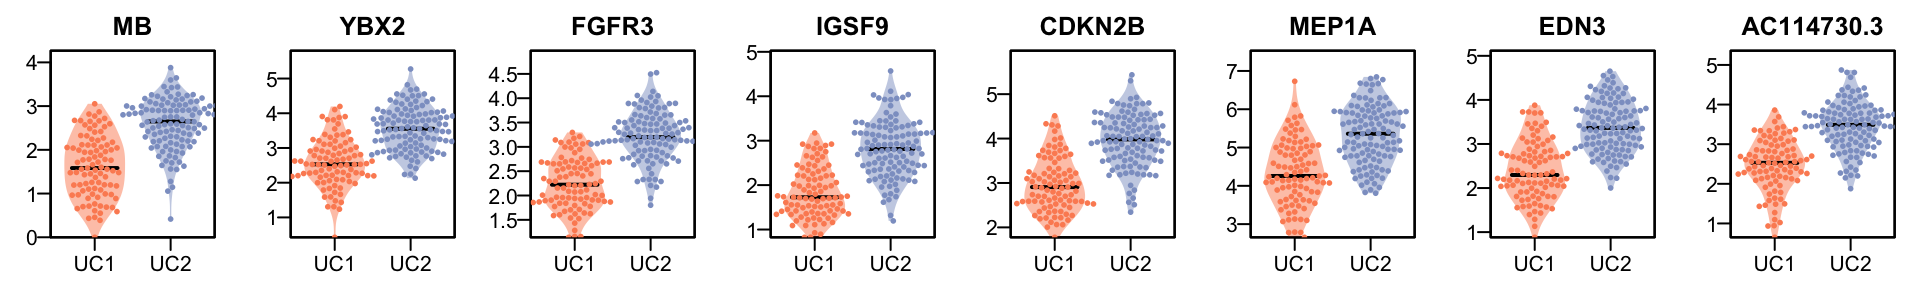 MB YBX2 FGFR3 IGSF9 CDKN2B MEP1A EDN3 AC114730.3
4 3 2 1 0
5 4 3 2 1
4.5 4.0 3.5 3.0 2.5 2.0 1.5
5 4 3 2 1
5 4 3 2
7 6 5 4 3
5 4 3 2 1
5 4 3 2 1
UC1 UC2 UC1 UC2 UC1 UC2 UC1 UC2 UC1 UC2 UC1 UC2 UC1 UC2 UC1 UC2